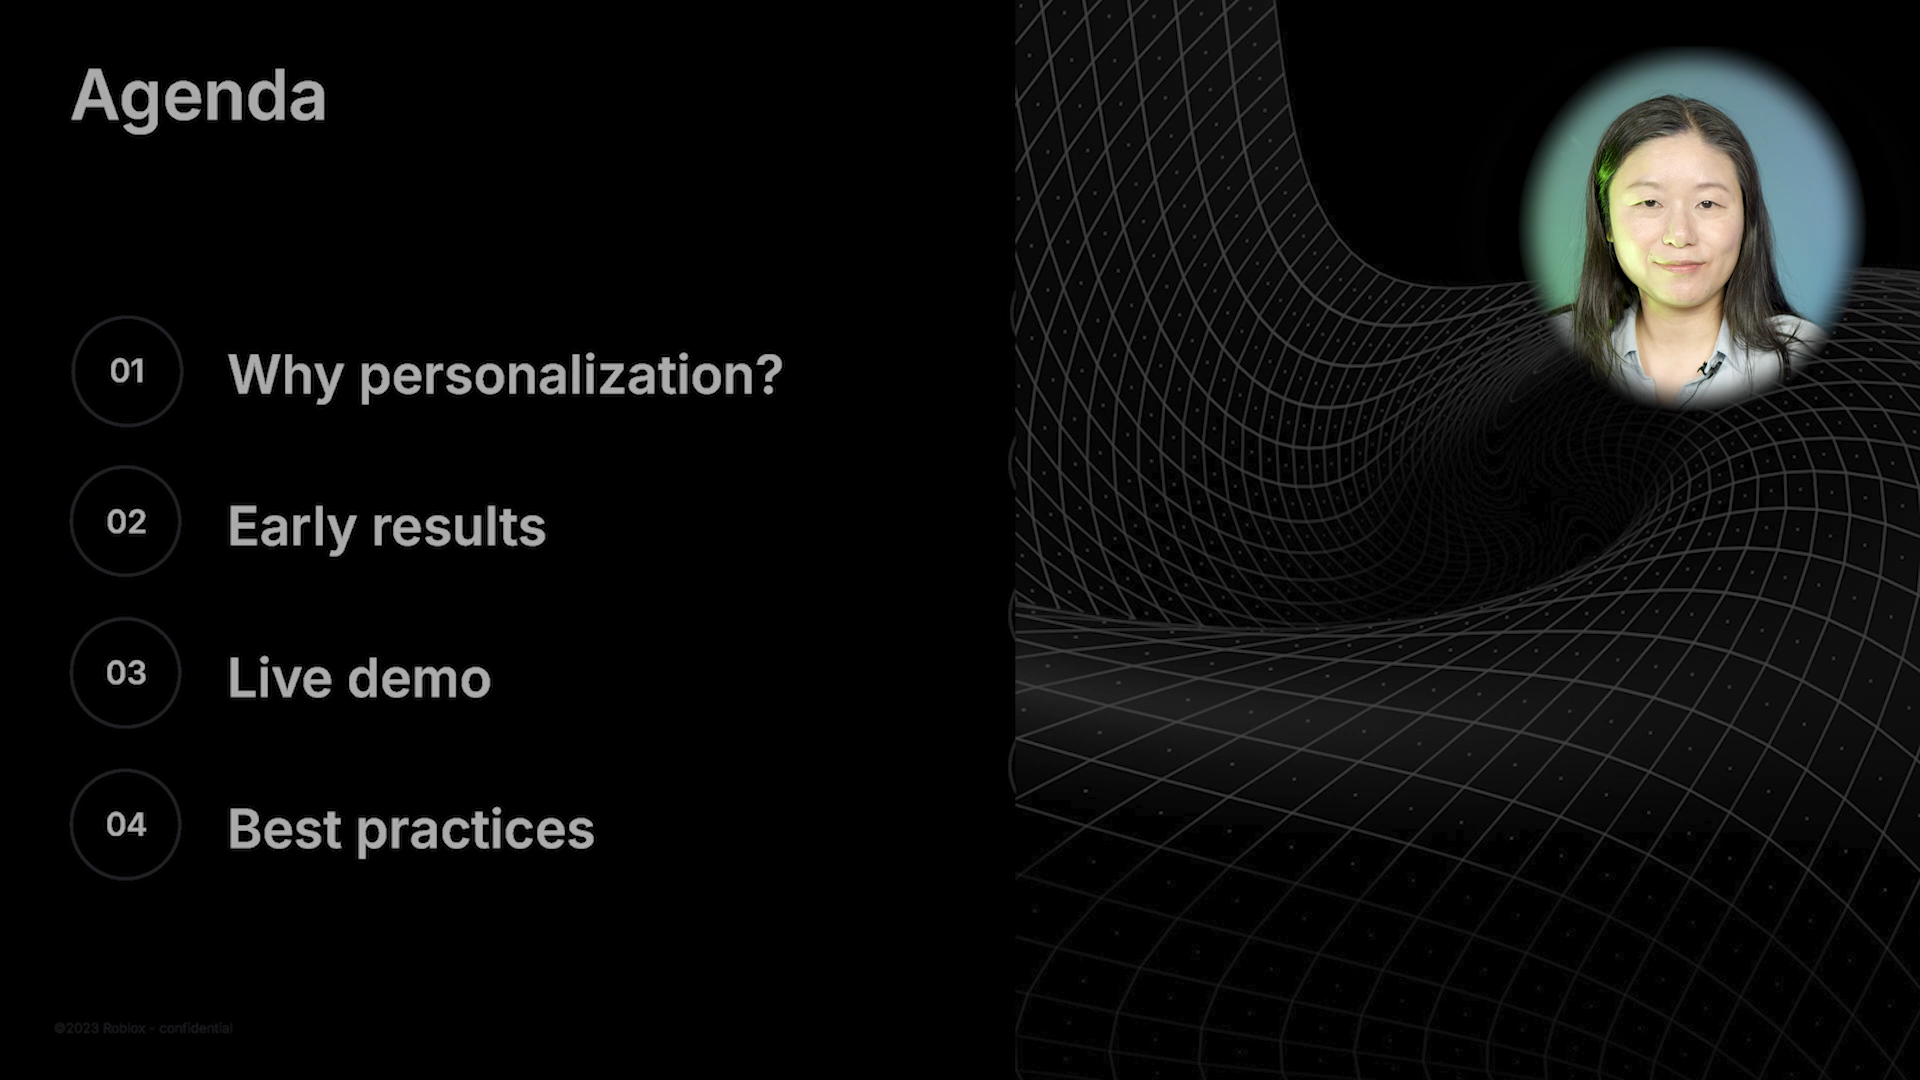 Agenda
01
Why personalization?
02
Early results
03
Live demo
04
Best practices
©2023 Roblox - confidential